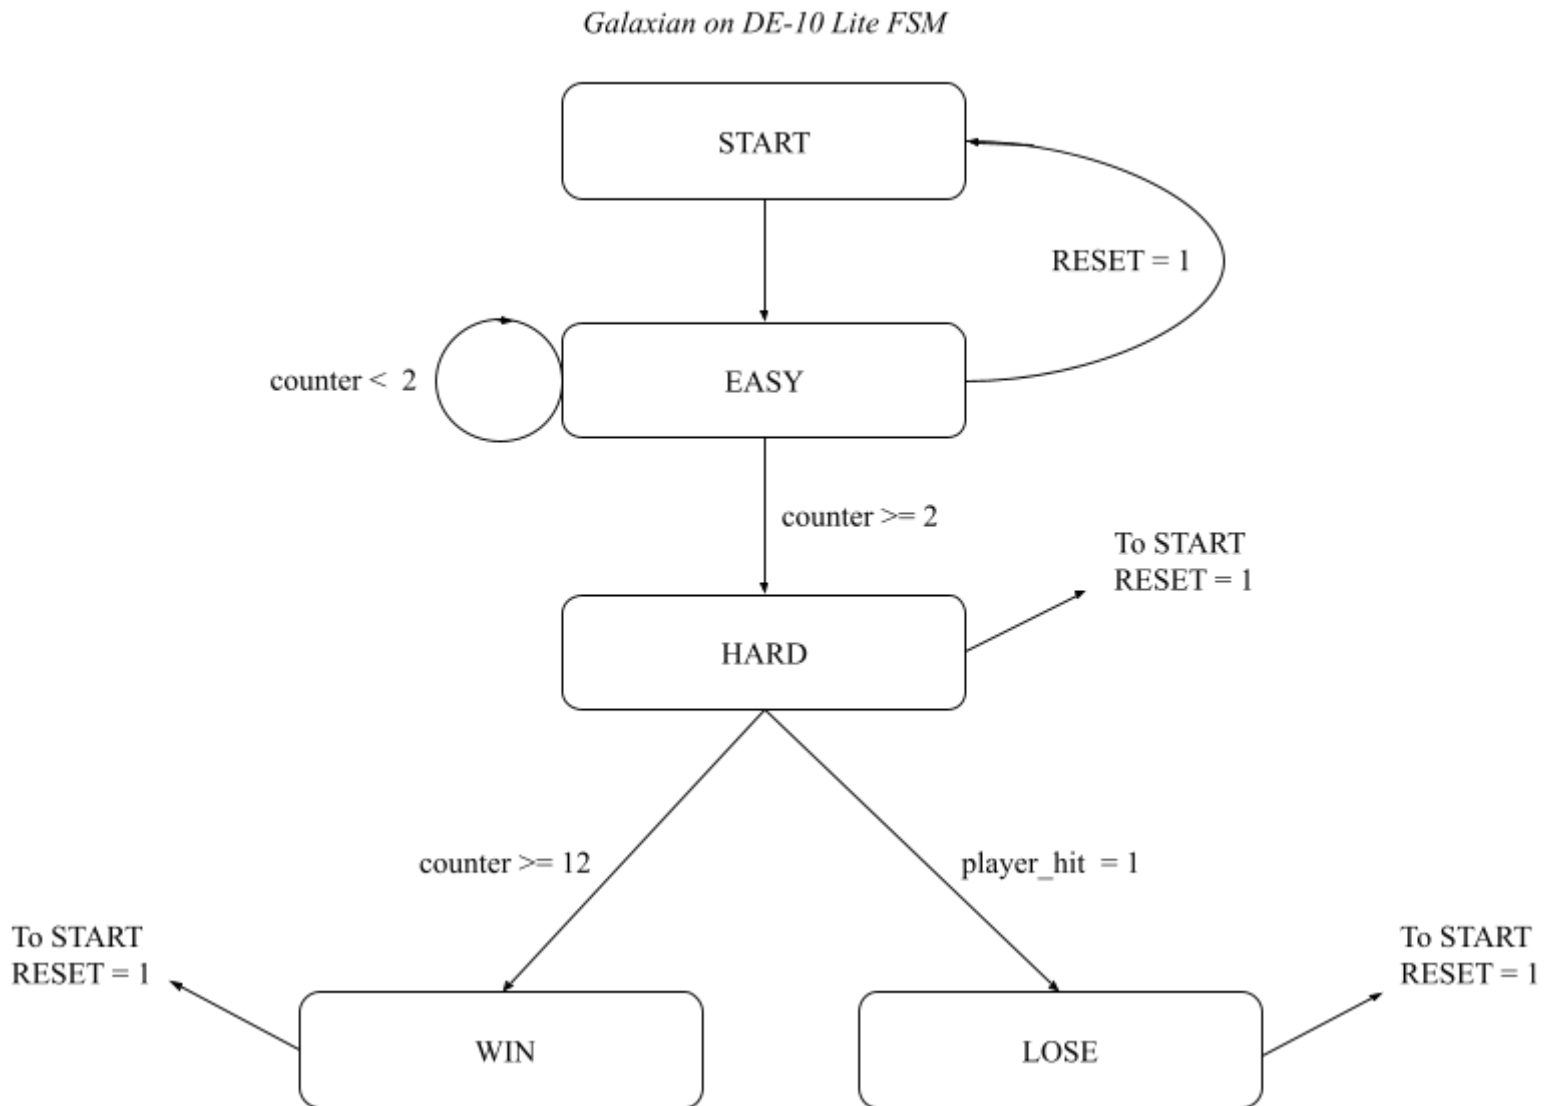 Galaxian on DE-10 Lite FSM
START
RESET = 1
counter < 2
EASY
counter >= 2
To START
RESET = 1
HARD
counter >= 12
player_hit = 1
To START
RESET = 1
To START
RESET = 1
WIN
LOSE